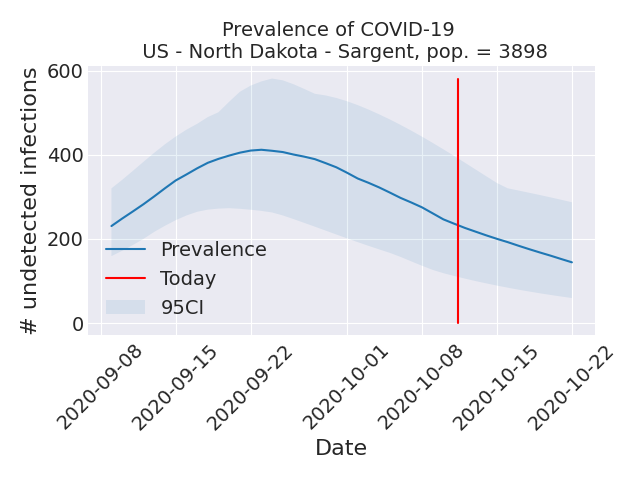 Prevalence of COVID-19
US - North Dakota - Sargent, pop. = 3898
# undetected infections
600
400
200
0
Prevalence
Today
95CI
2020-09-08
2020-09-15
2020-09-22
2020-10-01
2020-10-08
2020-10-15
2020-10-22
Date